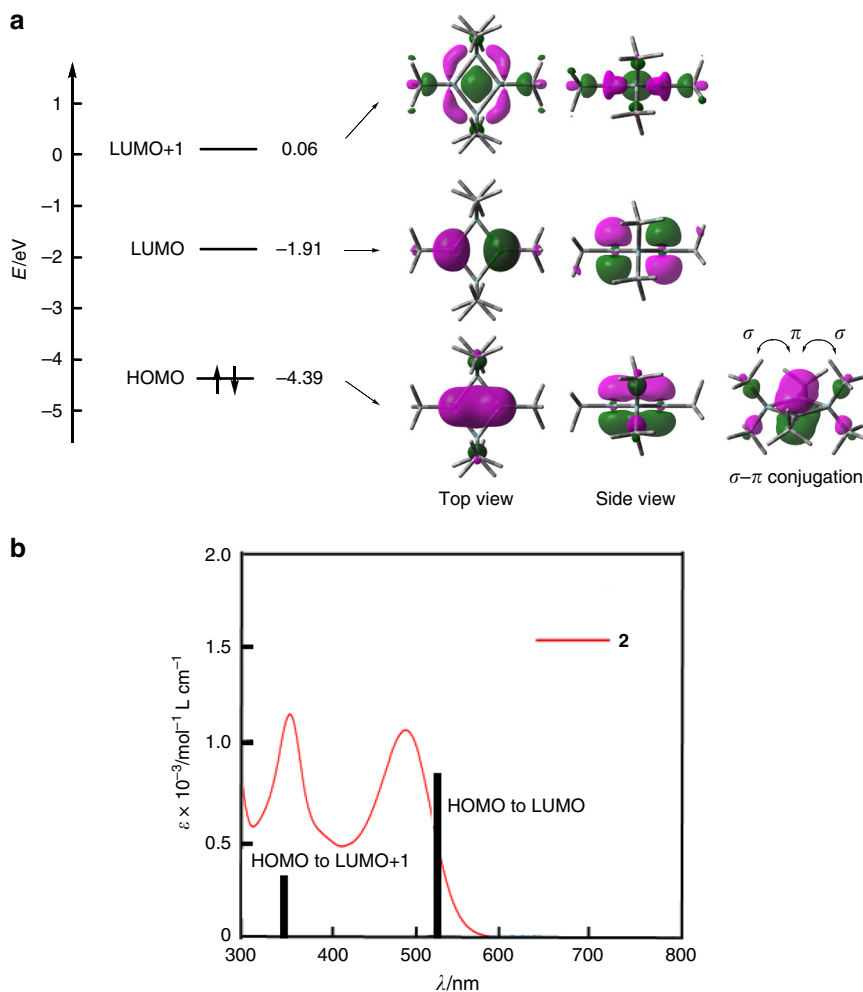 a
E/eV
1
0
−1
−2
−3
−4
−5
LUMO+1 0.06
LUMO −1.91
HOMO −4.39
σ π σ
Top view Side view σ–π conjugation
b
ε × 10⁻³/mol⁻¹ L cm⁻¹
2.0
1.5
1.0
0.5
0
2
HOMO to LUMO
HOMO to LUMO+1
300 400 500 600 700 800
λ/nm